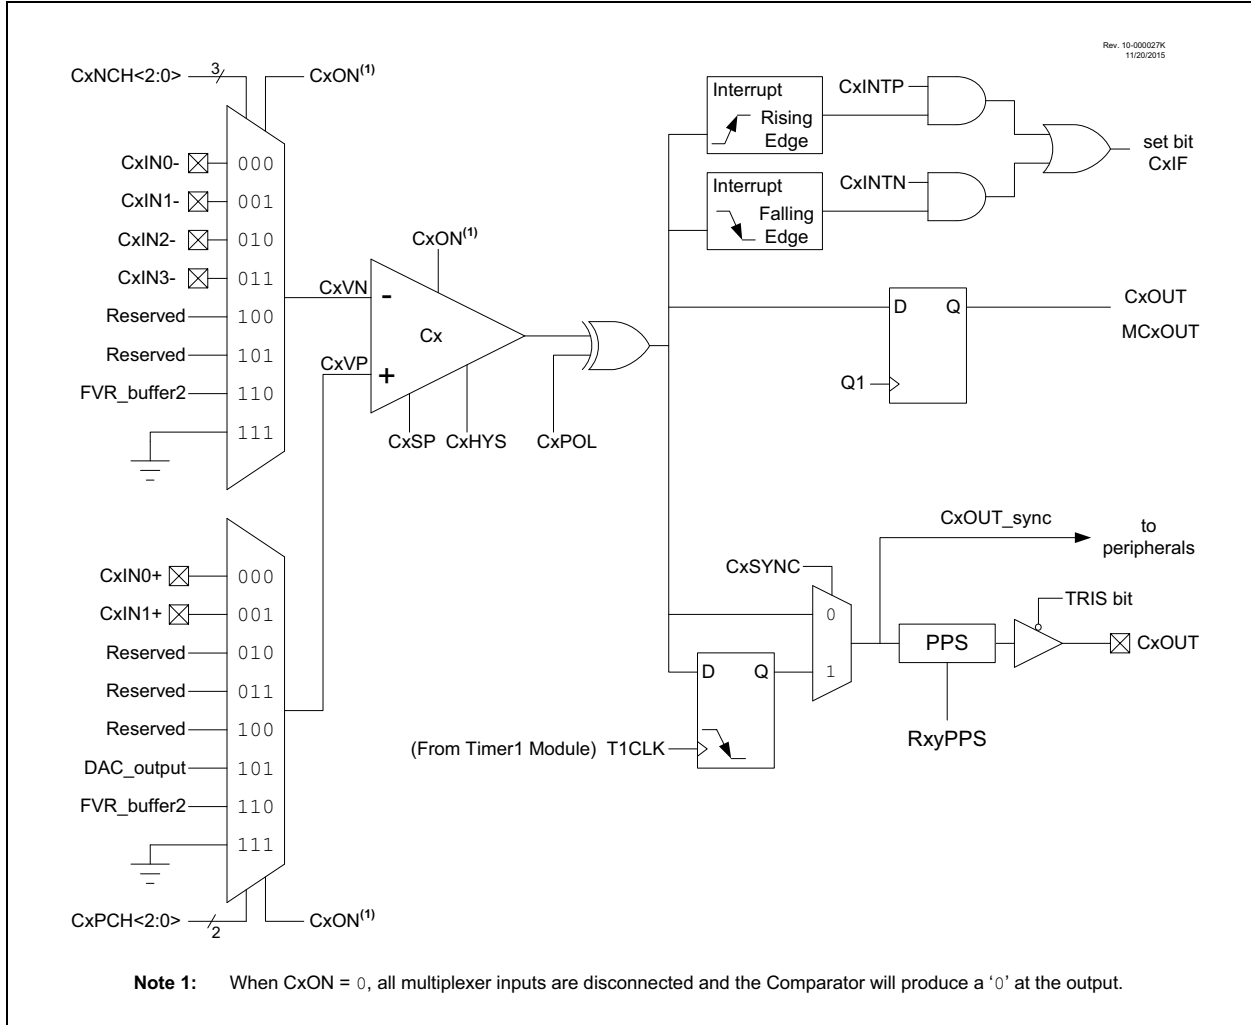 Rev. 10-000027K
11/20/2015
CxNCH<2:0>
3
CxON(1)
CxIN0-
000
CxIN1-
001
CxIN2-
010
CxIN3-
011
Reserved
100
Reserved
101
FVR_buffer2
110
111
CxVN
-
CxON(1)
Cx
CxVP
+
CxSP
CxHYS
CxPOL
Interrupt
Rising
Edge
CxINTP
Interrupt
Falling
Edge
CxINTN
set bit
CxIF
D
Q
Q1
CxOUT
MCxOUT
CxOUT_sync
to
peripherals
CxSYNC
0
1
D
Q
(From Timer1 Module) T1CLK
PPS
RxyPPS
TRIS bit
CxOUT
CxIN0+
000
CxIN1+
001
Reserved
010
Reserved
011
Reserved
100
DAC_output
101
FVR_buffer2
110
111
CxPCH<2:0>
2
CxON(1)
Note 1: When CxON = 0, all multiplexer inputs are disconnected and the Comparator will produce a ‘0’ at the output.